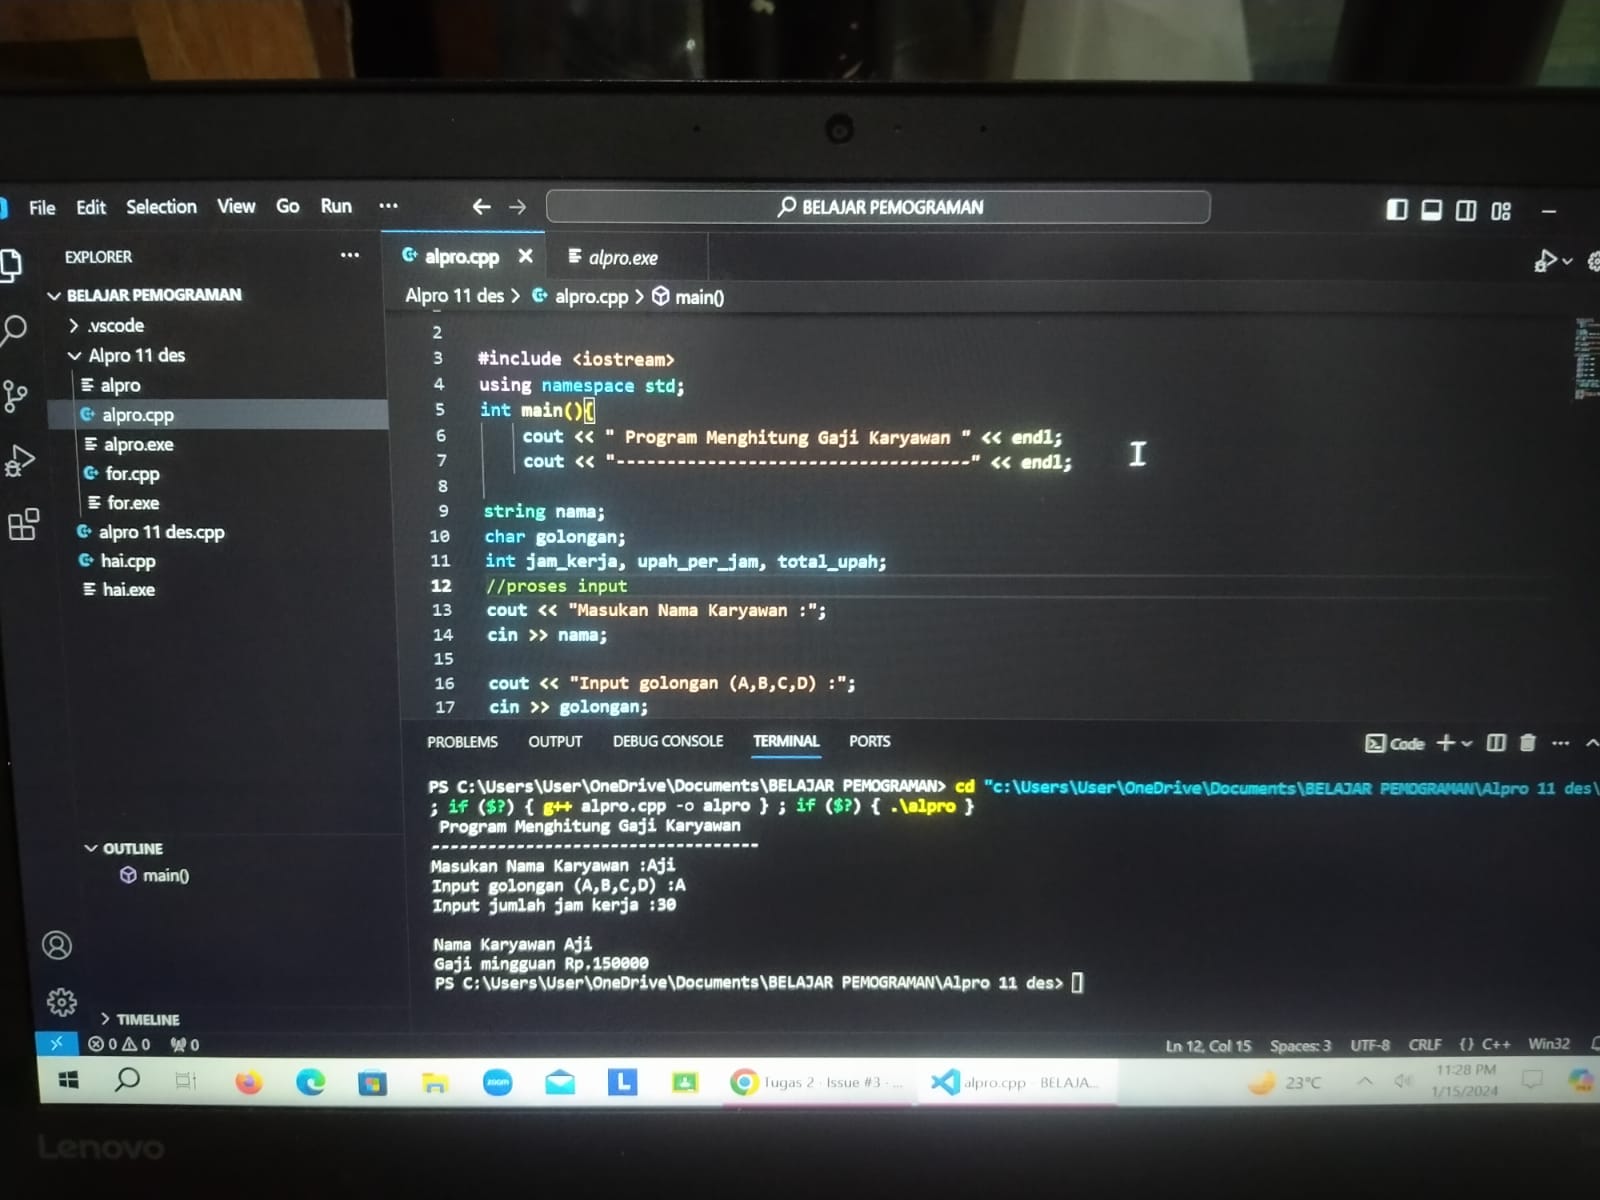 File Edit Selection View Go Run ··· BELAJAR PEMOGRAMAN
EXPLORER ···
BELAJAR PEMOGRAMAN
.vscode
Alpro 11 des
alpro
alpro.cpp
alpro.exe
for.cpp
for.exe
alpro 11 des.cpp
hai.cpp
hai.exe
OUTLINE
main()
TIMELINE
alpro.cpp alpro.exe
Alpro 11 des > alpro.cpp > main()
2
3 #include <iostream>
4 using namespace std;
5 int main(){
6 cout << " Program Menghitung Gaji Karyawan " << endl;
7 cout << "-----------------------------------" << endl;
8
9 string nama;
10 char golongan;
11 int jam_kerja, upah_per_jam, total_upah;
12 //proses input
13 cout << "Masukan Nama Karyawan :";
14 cin >> nama;
15
16 cout << "Input golongan (A,B,C,D) :";
17 cin >> golongan;
PROBLEMS OUTPUT DEBUG CONSOLE TERMINAL PORTS Code
PS C:\Users\User\OneDrive\Documents\BELAJAR PEMOGRAMAN> cd "c:\Users\User\OneDrive\Documents\BELAJAR PEMOGRAMAN\Alpro 11 des\
; if ($?) { g++ alpro.cpp -o alpro } ; if ($?) { .\alpro }
Program Menghitung Gaji Karyawan
-----------------------------------
Masukan Nama Karyawan :Aji
Input golongan (A,B,C,D) :A
Input jumlah jam kerja :30
Nama Karyawan Aji
Gaji mingguan Rp.150000
PS C:\Users\User\OneDrive\Documents\BELAJAR PEMOGRAMAN\Alpro 11 des>
0 0 0 Ln 12, Col 15 Spaces: 3 UTF-8 CRLF {} C++ Win32
zoom L Tugas 2 · Issue #3 · ... alpro.cpp - BELAJA... 23°C 11:28 PM
1/15/2024
Lenovo